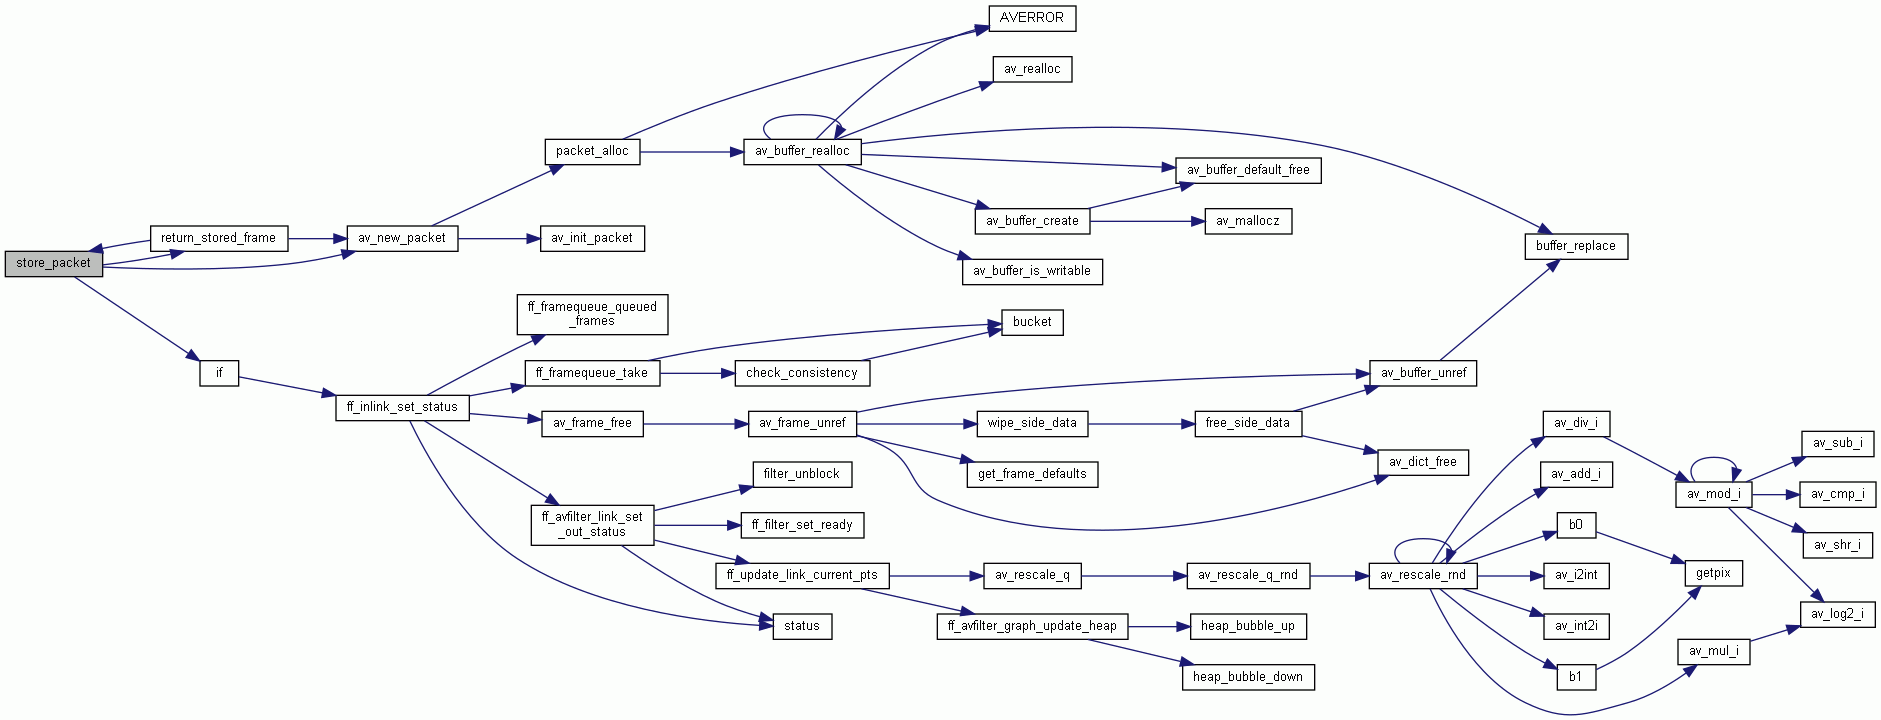 AVERROR
av_realloc
packet_alloc
av_buffer_realloc
av_buffer_default_free
av_buffer_create
av_mallocz
return_stored_frame
av_new_packet
av_init_packet
buffer_replace
store_packet
av_buffer_is_writable
ff_framequeue_queued
_frames
bucket
if
ff_framequeue_take
check_consistency
av_buffer_unref
ff_inlink_set_status
av_frame_free
av_frame_unref
wipe_side_data
free_side_data
av_div_i
av_sub_i
filter_unblock
get_frame_defaults
av_dict_free
av_add_i
av_mod_i
av_cmp_i
ff_avfilter_link_set
_out_status
ff_filter_set_ready
b0
av_shr_i
ff_update_link_current_pts
av_rescale_q
av_rescale_q_rnd
av_rescale_rnd
av_i2int
getpix
status
ff_avfilter_graph_update_heap
heap_bubble_up
av_int2i
av_log2_i
av_mul_i
heap_bubble_down
b1